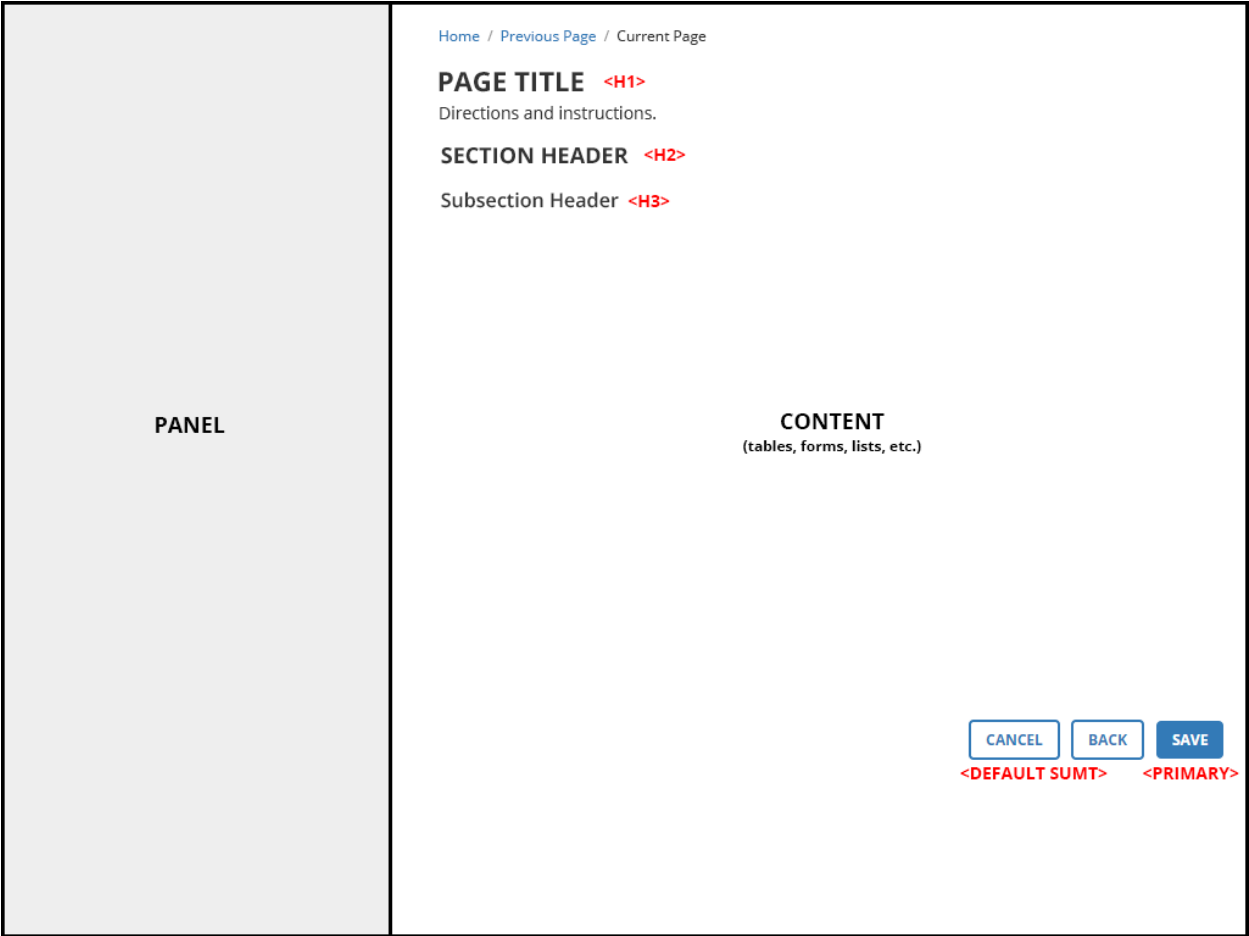 Home / Previous Page / Current Page
PAGE TITLE <H1>
Directions and instructions.
SECTION HEADER <H2>
Subsection Header <H3>
PANEL
CONTENT
(tables, forms, lists, etc.)
CANCEL BACK SAVE
<DEFAULT SUMT> <PRIMARY>